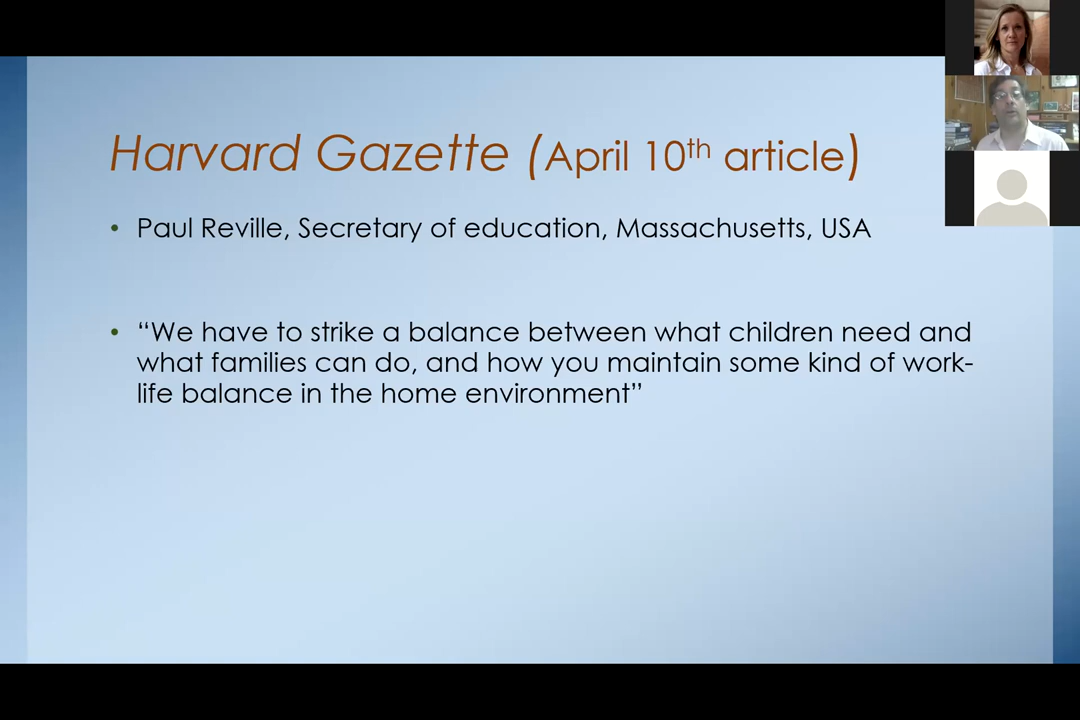 Harvard Gazette (April 10th article)
• Paul Reville, Secretary of education, Massachusetts, USA
• “We have to strike a balance between what children need and
what families can do, and how you maintain some kind of work-
life balance in the home environment”